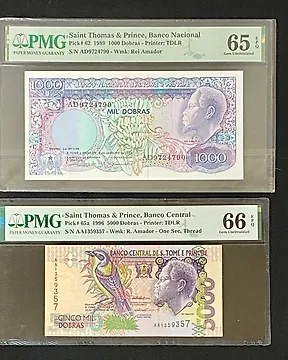 PMG
Saint Thomas & Prince, Banco Nacional
Pick# 62 1989 1000 Dobras - Printer: TDLR
S/N AD9724790 - Wmk: Rei Amador
65 EPQ
Gem Uncirculated
1000
AD9724790
MIL DOBRAS
AD9724790
1000
PMG
Saint Thomas & Prince, Banco Central
Pick# 65a 1996 5000 Dobras - Printer: TDLR
S/N AA1359357 - Wmk: R. Amador - One Sec. Thread
66 EPQ
Gem Uncirculated
BANCO CENTRAL DE S. TOMÉ E PRÍNCIPE
AA1359357
5000
CINCO MIL
DOBRAS